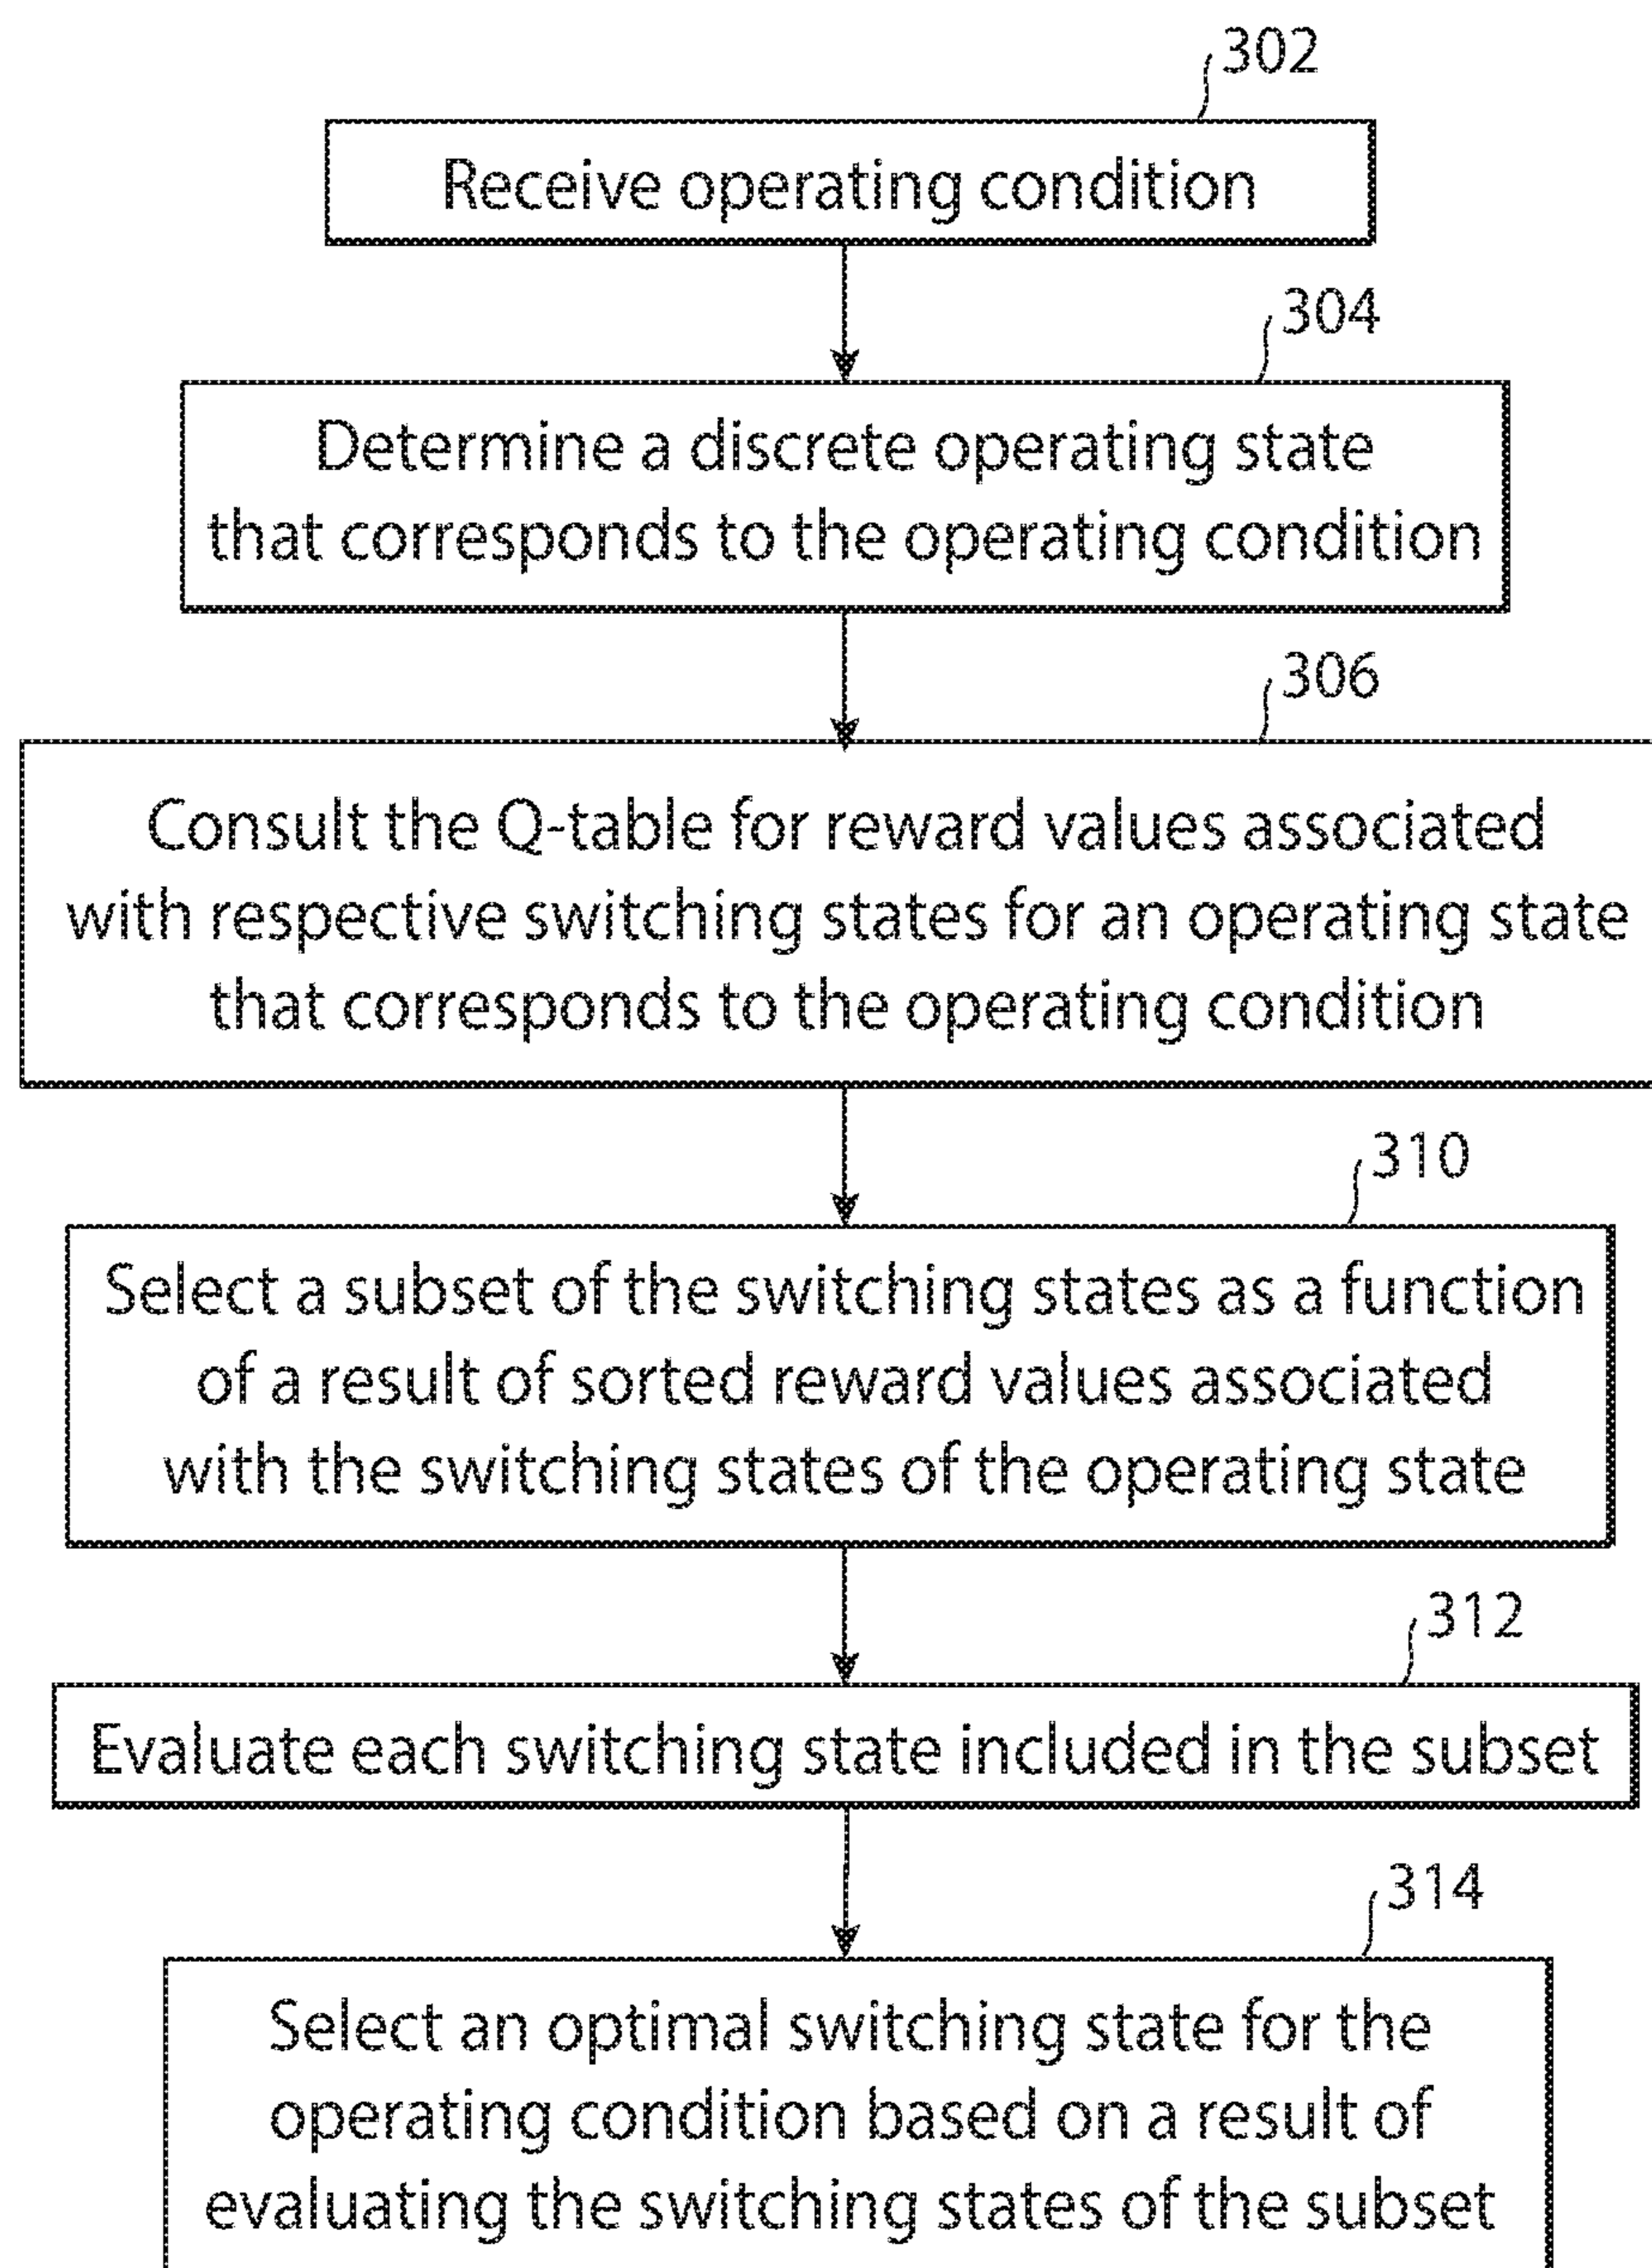 302
Receive operating condition
304
Determine a discrete operating state
that corresponds to the operating condition
306
Consult the Q-table for reward values associated
with respective switching states for an operating state
that corresponds to the operating condition
310
Select a subset of the switching states as a function
of a result of sorted reward values associated
with the switching states of the operating state
312
Evaluate each switching state included in the subset
314
Select an optimal switching state for the
operating condition based on a result of
evaluating the switching states of the subset